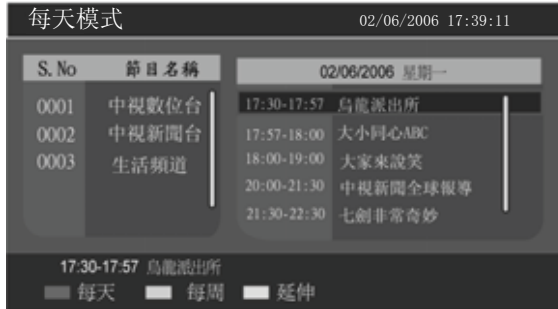 每天模式 02/06/2006 17:39:11
S. No 節目名稱
0001 中視數位台
0002 中視新聞台
0003 生活頻道
02/06/2006 星期一
17:30-17:57 烏龍派出所
17:57-18:00 大小同心ABC
18:00-19:00 大家來說笑
20:00-21:30 中視新聞全球報導
21:30-22:30 七劍非常奇妙
17:30-17:57 烏龍派出所
每天 每周 延伸